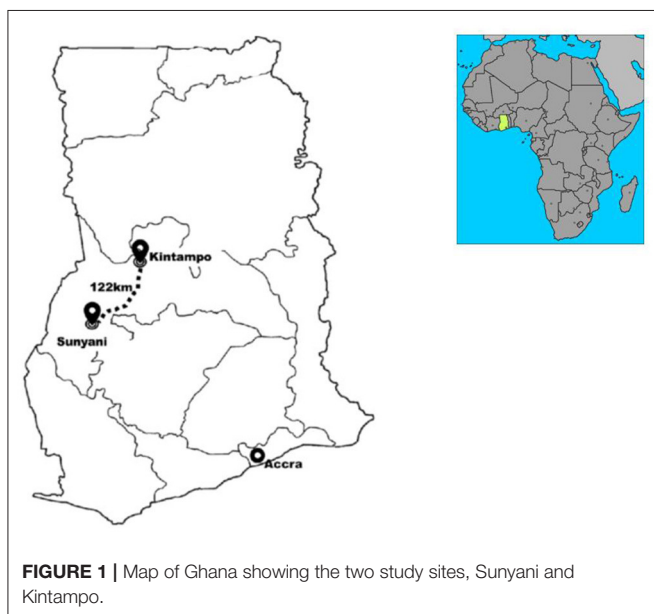 Kintampo
122km
Sunyani
Accra
FIGURE 1 | Map of Ghana showing the two study sites, Sunyani and
Kintampo.